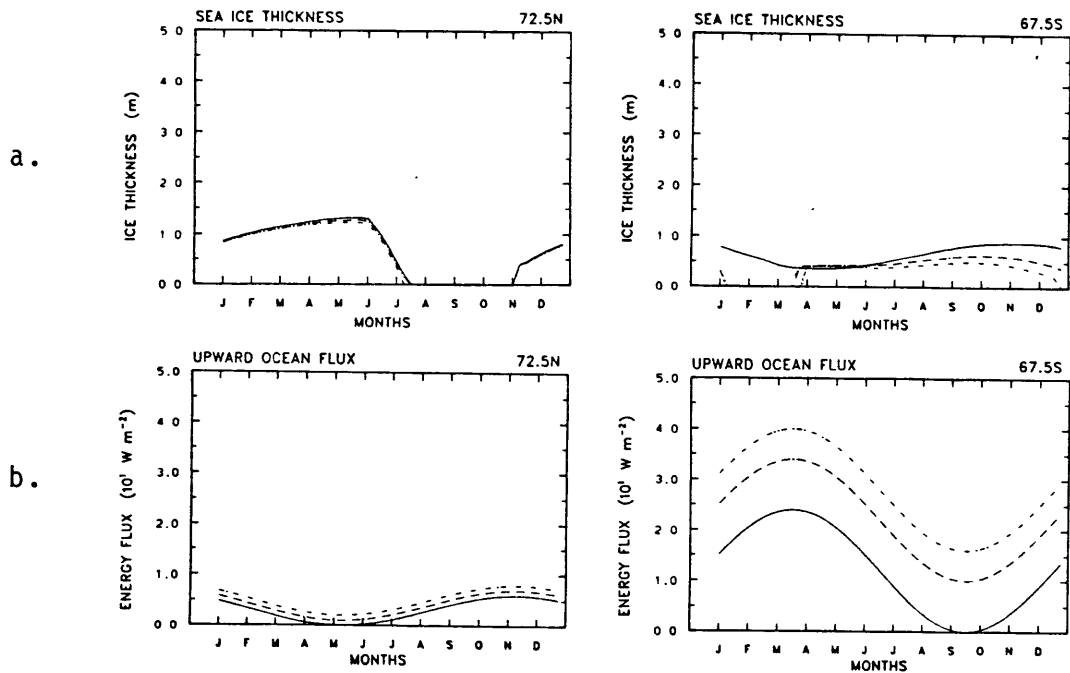 a.
SEA ICE THICKNESS 72.5N
ICE THICKNESS (m)
5 0
4 0
3 0
2 0
1 0
0 0
J F M A M J J A S O N D
MONTHS
SEA ICE THICKNESS 67.5S
ICE THICKNESS (m)
5 0
4 0
3 0
2 0
1 0
0 0
J F M A M J J A S O N D
MONTHS
b.
UPWARD OCEAN FLUX 72.5N
ENERGY FLUX (10¹ W m⁻²)
5.0
4.0
3.0
2.0
1.0
0 0
J F M A M J J A S O N D
MONTHS
UPWARD OCEAN FLUX 67.5S
ENERGY FLUX (10¹ W m⁻²)
5.0
4 0
3.0
2 0
1.0
0 0
J F M A M J J A S O N D
MONTHS